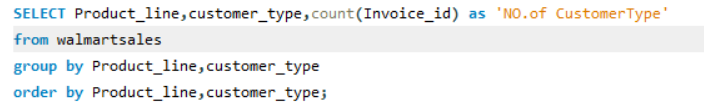 SELECT Product_line,customer_type,count(Invoice_id) as 'NO.of CustomerType'
from walmartsales
group by Product_line,customer_type
order by Product_line,customer_type;